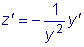 z' = - 1/y² y'